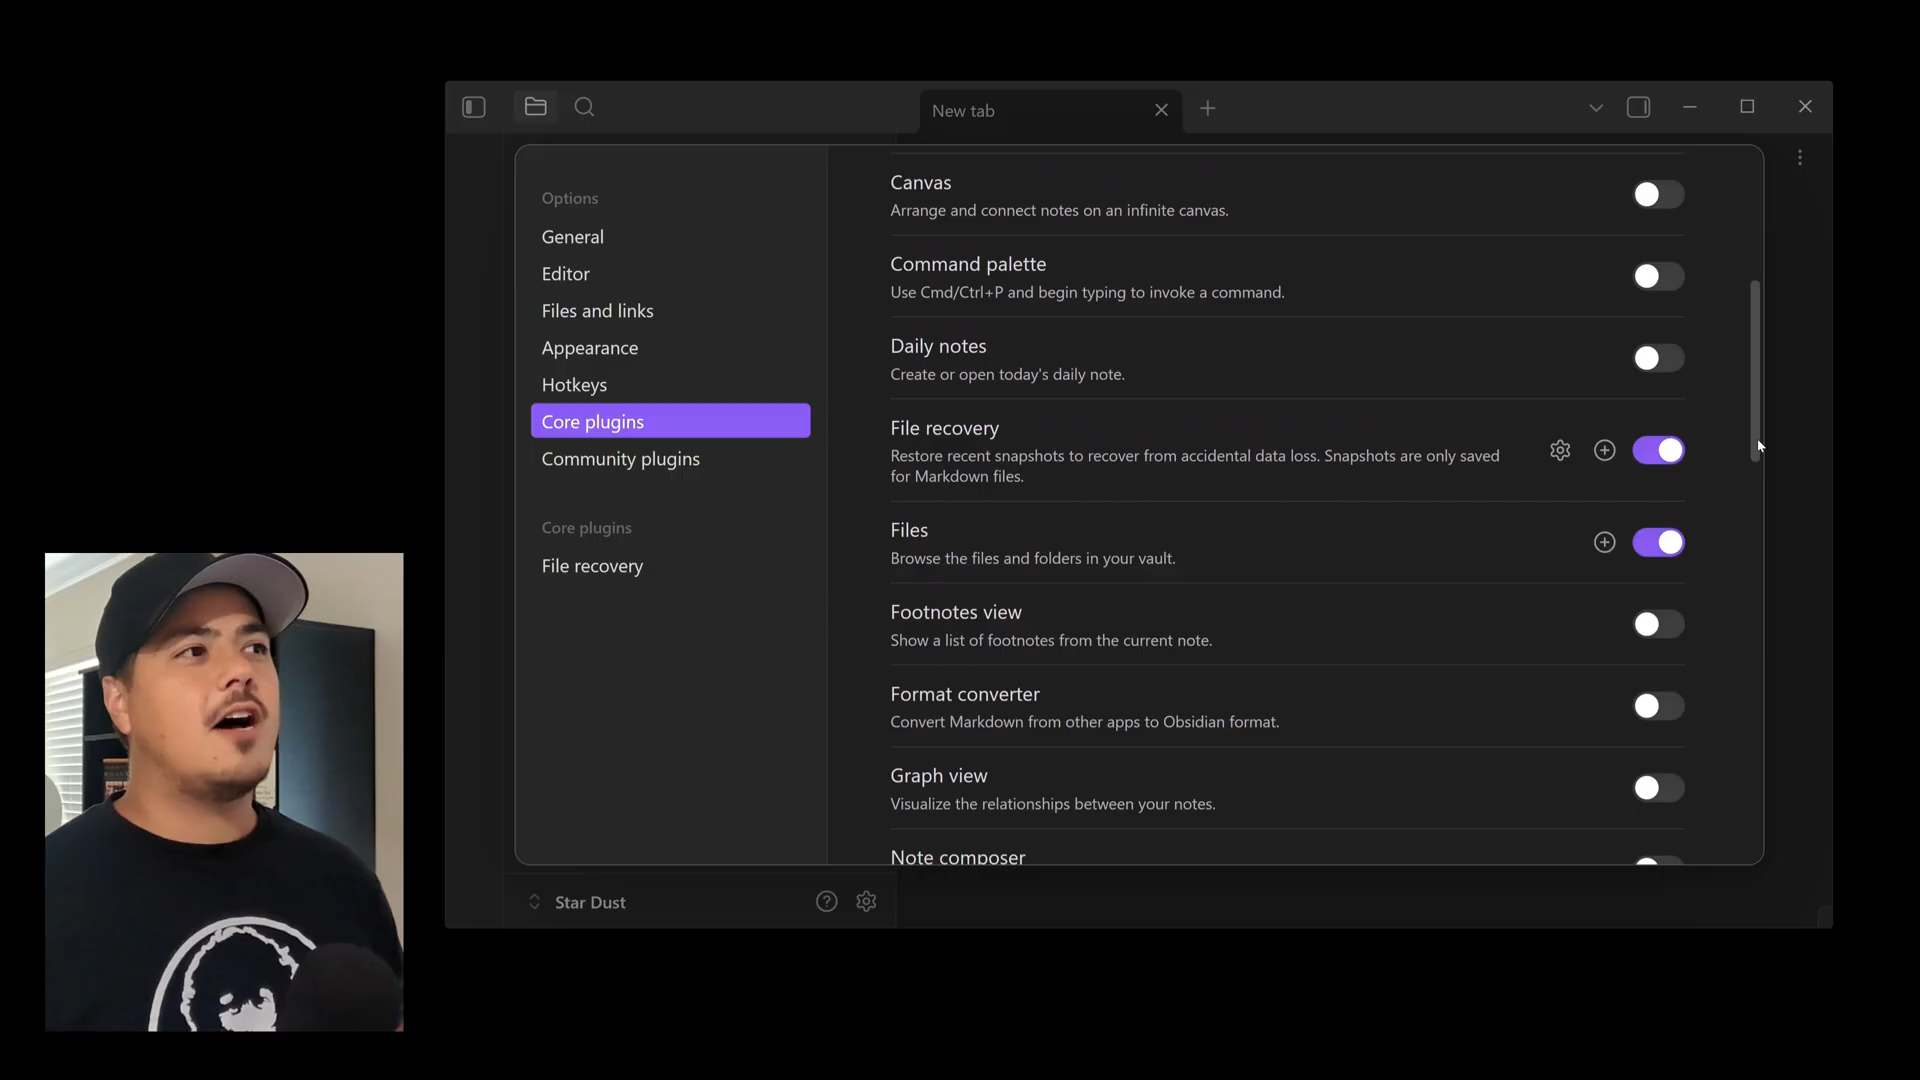 New tab
Options
General
Editor
Files and links
Appearance
Hotkeys
Core plugins
Community plugins
Core plugins
File recovery
Canvas
Arrange and connect notes on an infinite canvas.
Command palette
Use Cmd/Ctrl+P and begin typing to invoke a command.
Daily notes
Create or open today's daily note.
File recovery
Restore recent snapshots to recover from accidental data loss. Snapshots are only saved
for Markdown files.
Files
Browse the files and folders in your vault.
Footnotes view
Show a list of footnotes from the current note.
Format converter
Convert Markdown from other apps to Obsidian format.
Graph view
Visualize the relationships between your notes.
Note composer
Star Dust